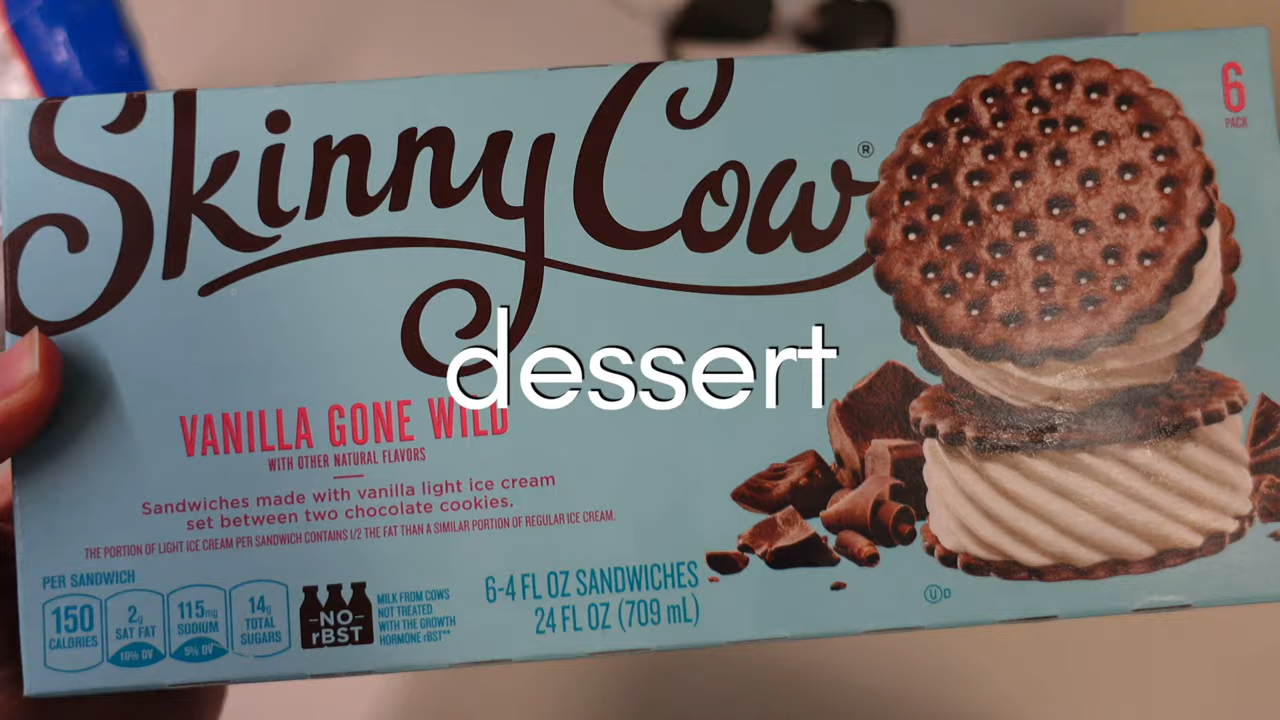 Skinny Cow®
6
PACK
dessert
VANILLA GONE WILD
WITH OTHER NATURAL FLAVORS
Sandwiches made with vanilla light ice cream
set between two chocolate cookies.
THE PORTION OF LIGHT ICE CREAM PER SANDWICH CONTAINS 1/2 THE FAT THAN A SIMILAR PORTION OF REGULAR ICE CREAM.
PER SANDWICH
150
CALORIES
2g
SAT FAT
10% DV
115mg
SODIUM
5% DV
14g
TOTAL
SUGARS
-NO-
rBST
MILK FROM COWS
NOT TREATED
WITH THE GROWTH
HORMONE rBST**
6-4 FL OZ SANDWICHES
24 FL OZ (709 mL)
U D